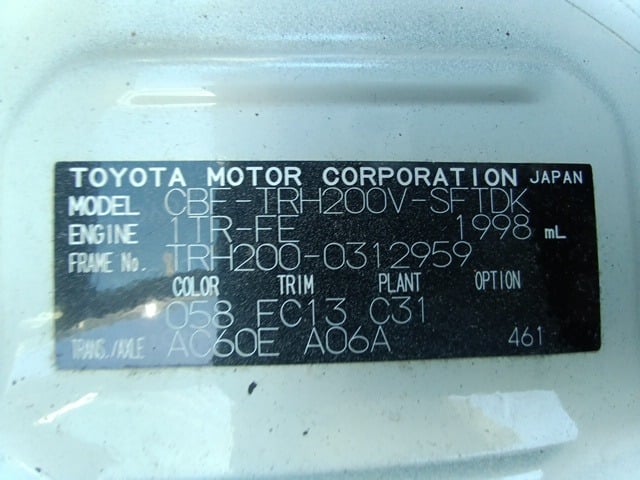 TOYOTA MOTOR CORPORATION JAPAN
MODEL CBF-TRH200V-SFTDK
ENGINE 1TR-FE 1998 mL
FRAME No. TRH200-0312959
COLOR TRIM PLANT OPTION
058 FC13 C31
TRANS./AXLE AC60E A06A 461